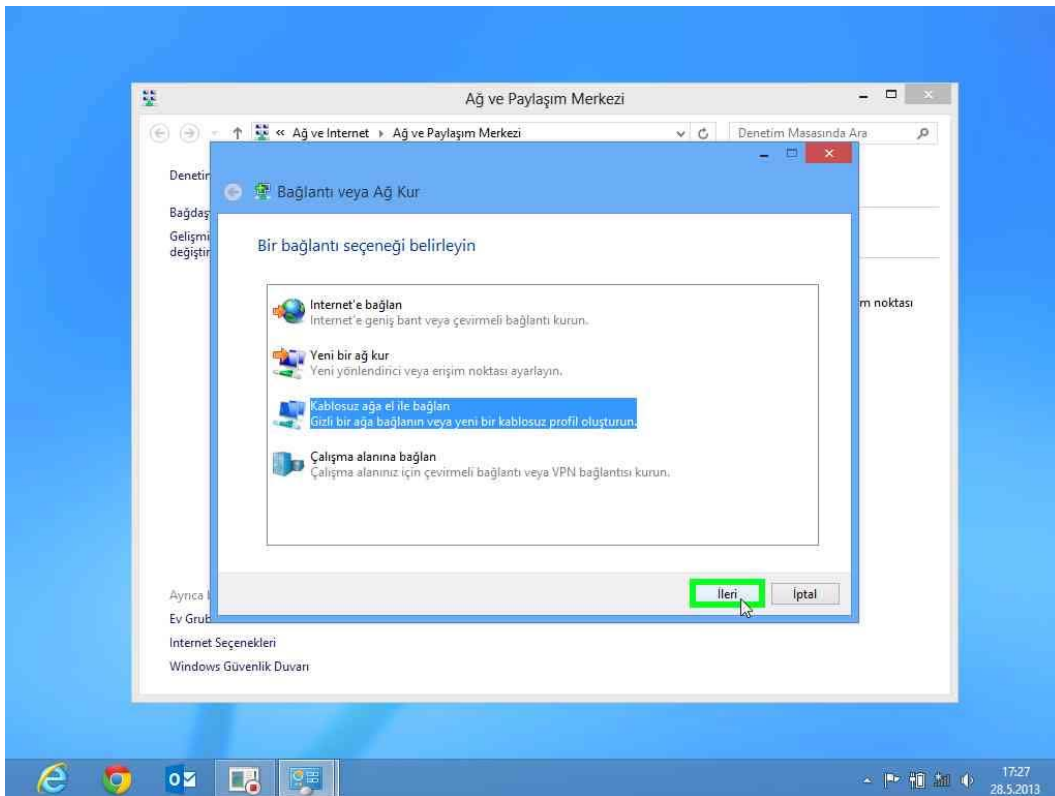 Ağ ve Paylaşım Merkezi
« Ağ ve Internet Ağ ve Paylaşım Merkezi
Denetim Masasında Ara
Bağlantı veya Ağ Kur
Bir bağlantı seçeneği belirleyin
Internet'e bağlan
Internet'e geniş bant veya çevirmeli bağlantı kurun.
m noktası
Yeni bir ağ kur
Yeni yönlendirici veya erişim noktası ayarlayın.
Kablosuz ağa el ile bağlan
Gizli bir ağa bağlanın veya yeni bir kablosuz profil oluşturun.
Çalışma alanına bağlan
Çalışma alanınız için çevirmeli bağlantı veya VPN bağlantısı kurun.
İleri
İptal
Ayrıca
Ev Grub
Internet Seçenekleri
Windows Güvenlik Duvarı
17:27
28.5.2013